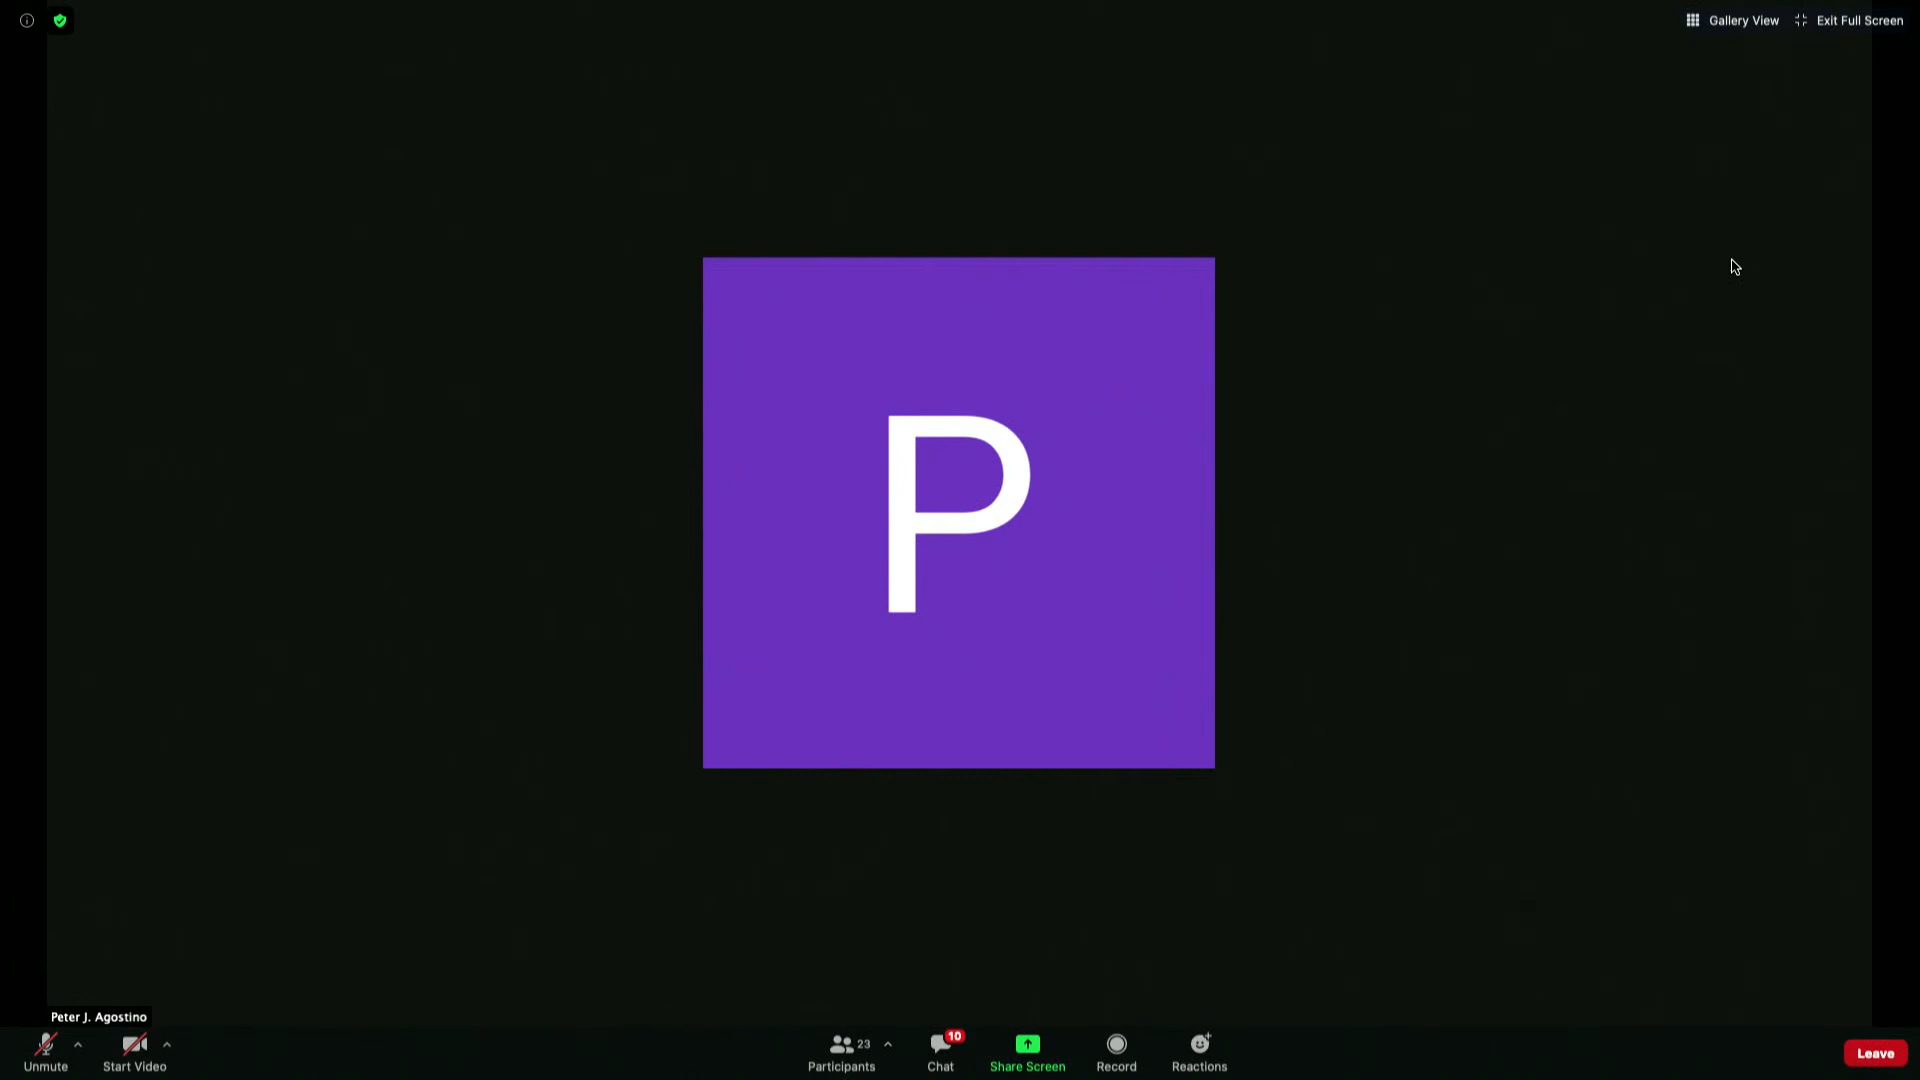 Gallery View
Exit Full Screen
P
Peter J. Agostino
Unmute
Start Video
23
Participants
10
Chat
Share Screen
Record
Reactions
Leave